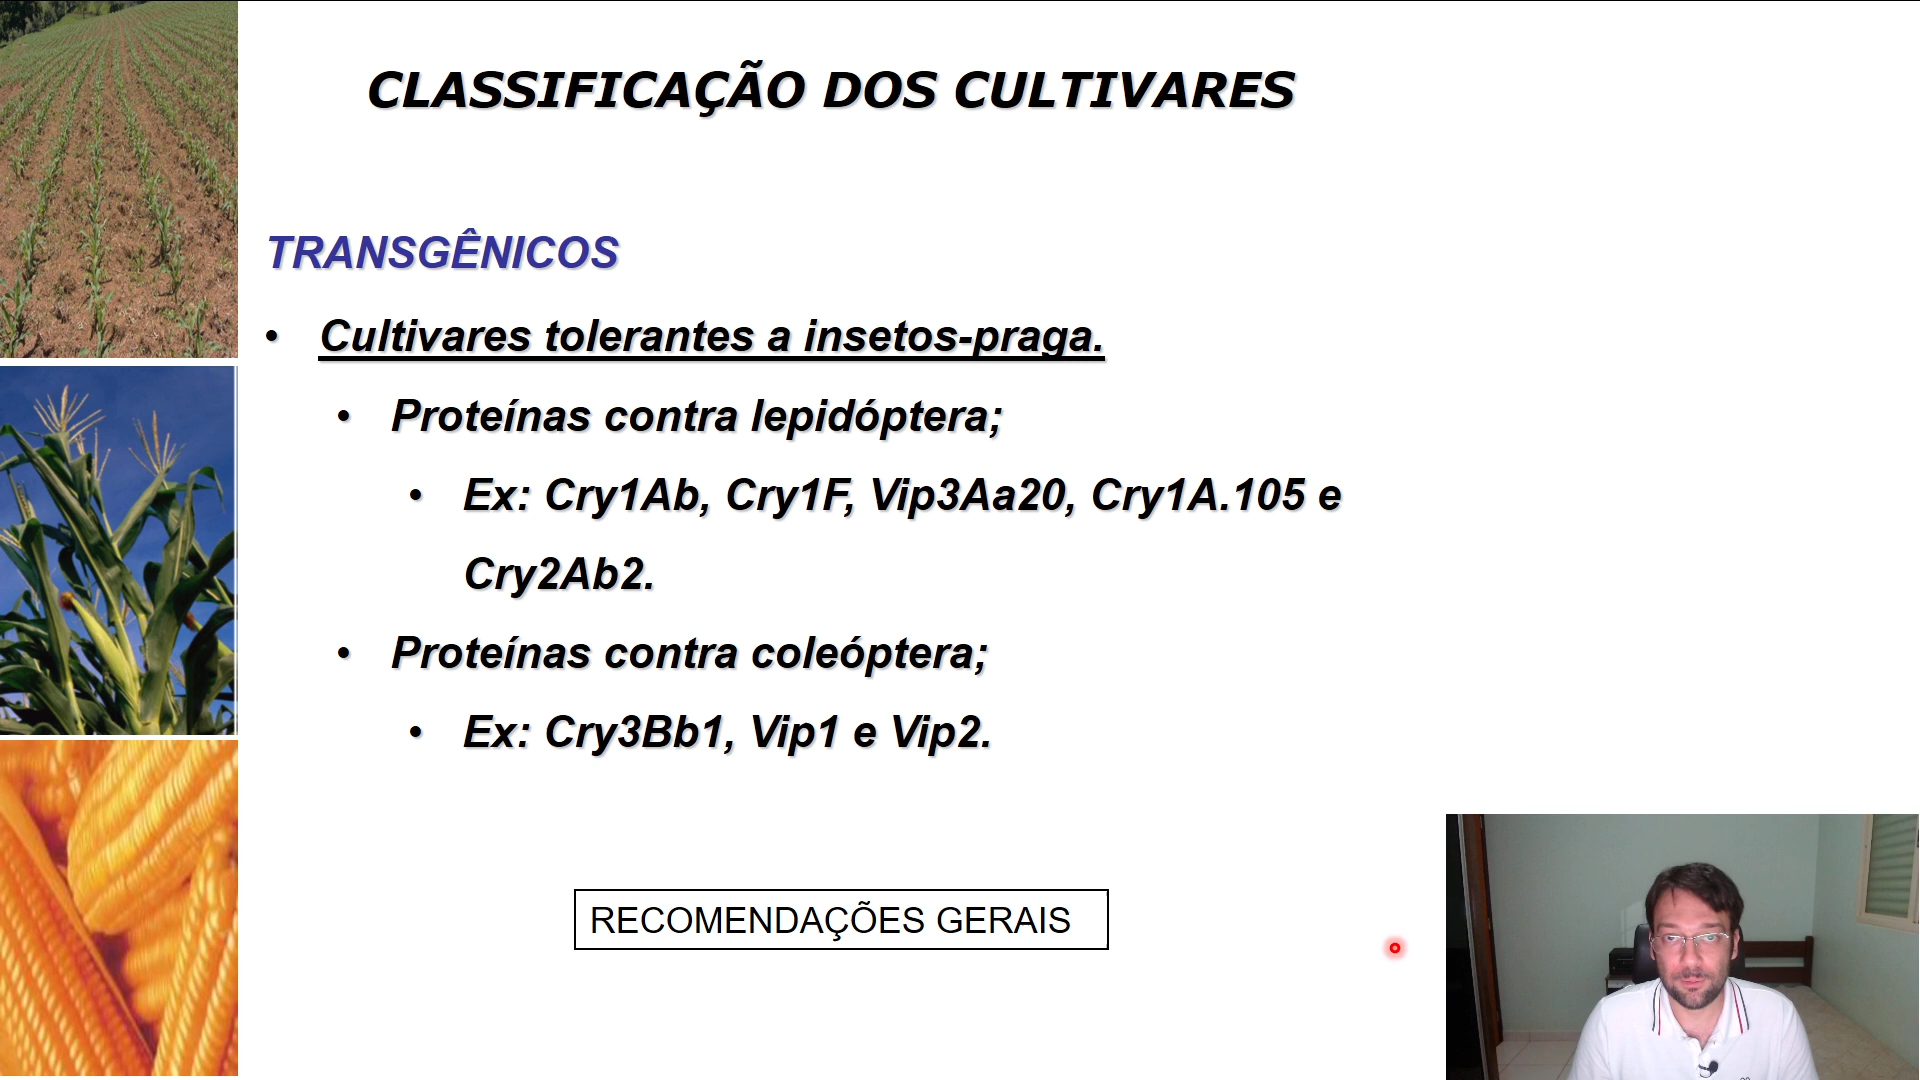 CLASSIFICAÇÃO DOS CULTIVARES
TRANSGÊNICOS
• Cultivares tolerantes a insetos-praga.
• Proteínas contra lepidóptera;
• Ex: Cry1Ab, Cry1F, Vip3Aa20, Cry1A.105 e
Cry2Ab2.
• Proteínas contra coleóptera;
• Ex: Cry3Bb1, Vip1 e Vip2.
RECOMENDAÇÕES GERAIS